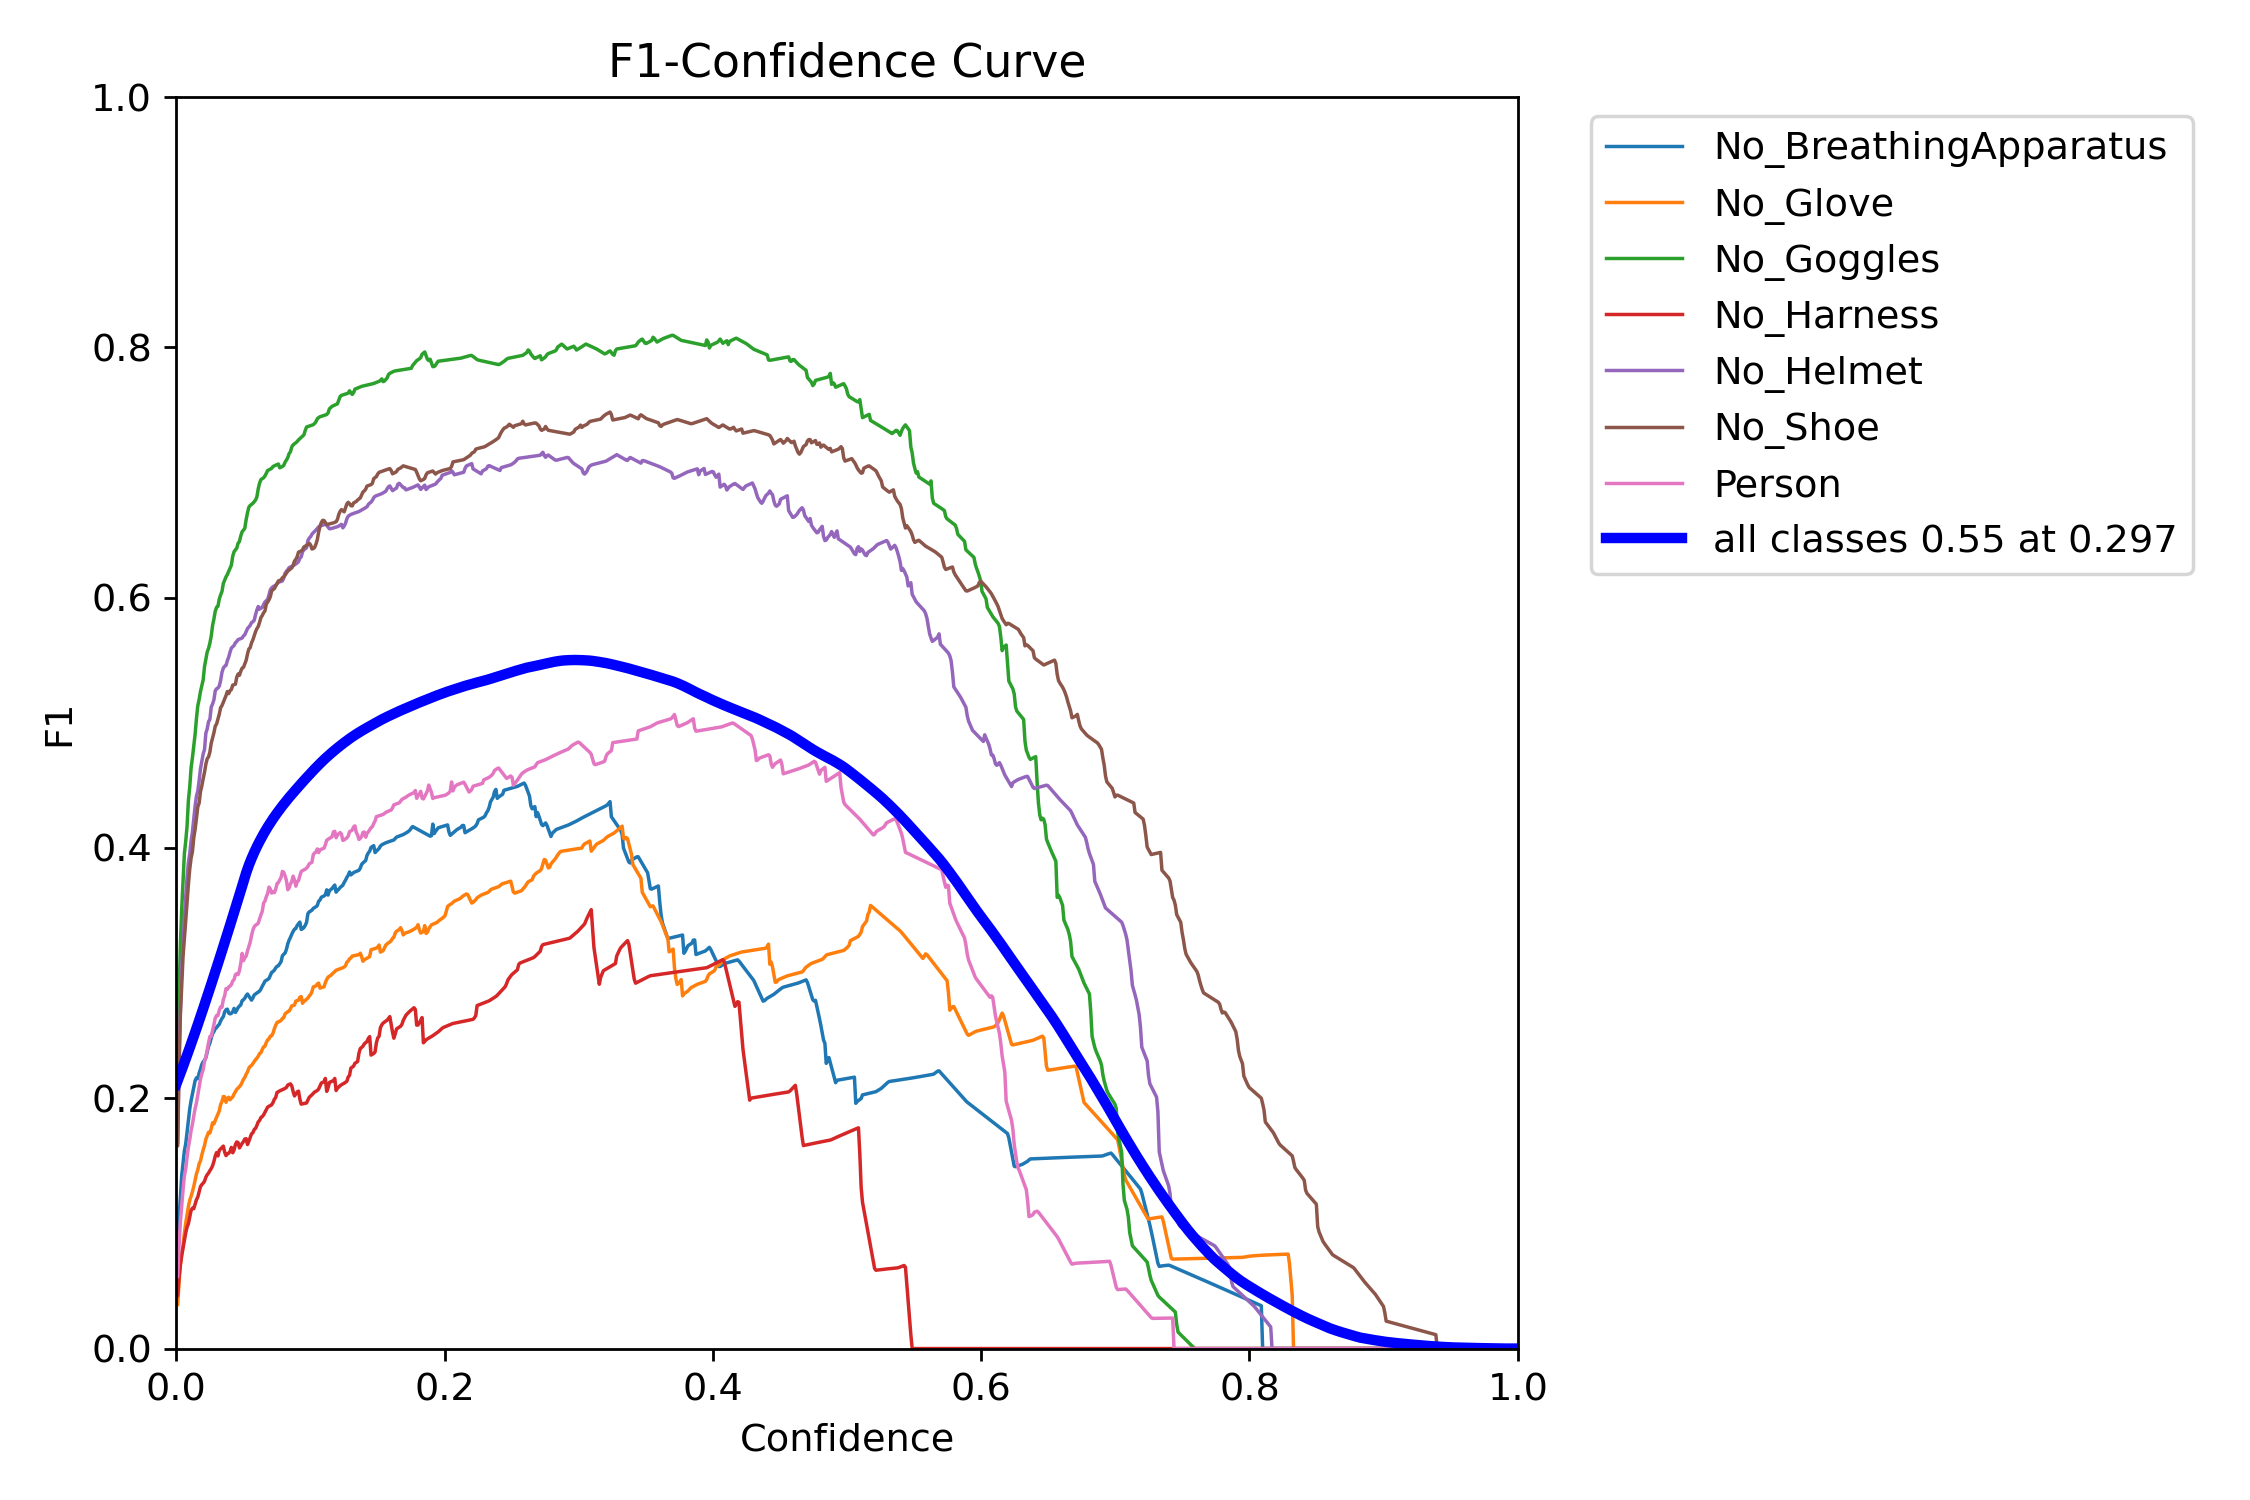 F1-Confidence Curve
1.0
0.8
0.6
0.4
0.2
0.0
F1
0.0 0.2 0.4 0.6 0.8 1.0
Confidence
No_BreathingApparatus
No_Glove
No_Goggles
No_Harness
No_Helmet
No_Shoe
Person
all classes 0.55 at 0.297